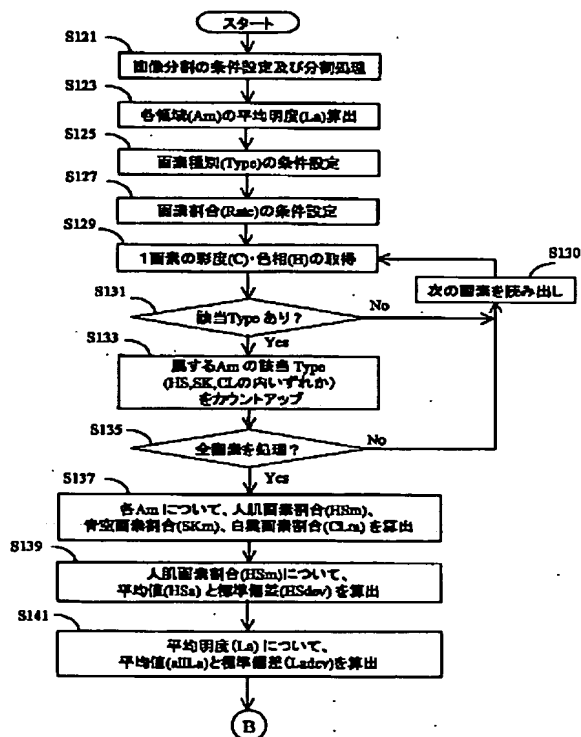 スタート
S121
画像分割の条件設定及び分割処理
S123
各領域(Am)の平均明度(La)算出
S125
画素種別(Type)の条件設定
S127
画素割合(Rate)の条件設定
S129
1画素の彩度(C)・色相(H)の取得
S130
次の画素を読み出し
S131
該当Typeあり?
No
Yes
S133
属するAmの該当Type
(HS,SK,CLの内いずれか)
をカウントアップ
S135
全画素を処理?
No
Yes
S137
各Amについて、人肌画素割合(HSm)、
青空画素割合(SKm)、白雲画素割合(CLm)を算出
S139
人肌画素割合(HSm)について、
平均値(HSa)と標準偏差(HSdev)を算出
S141
平均明度(La)について、
平均値(allLa)と標準偏差(Ladev)を算出
B